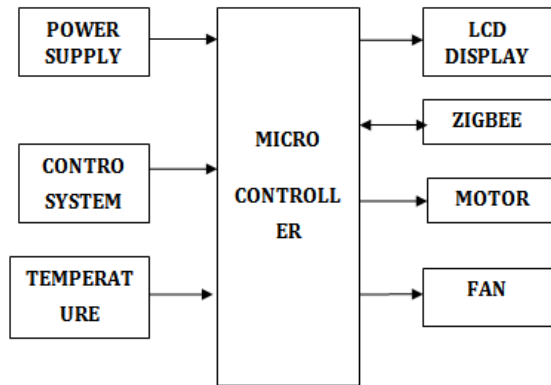 POWER
SUPPLY
CONTRO
SYSTEM
TEMPERAT
URE
MICRO
CONTROLL
ER
LCD
DISPLAY
ZIGBEE
MOTOR
FAN